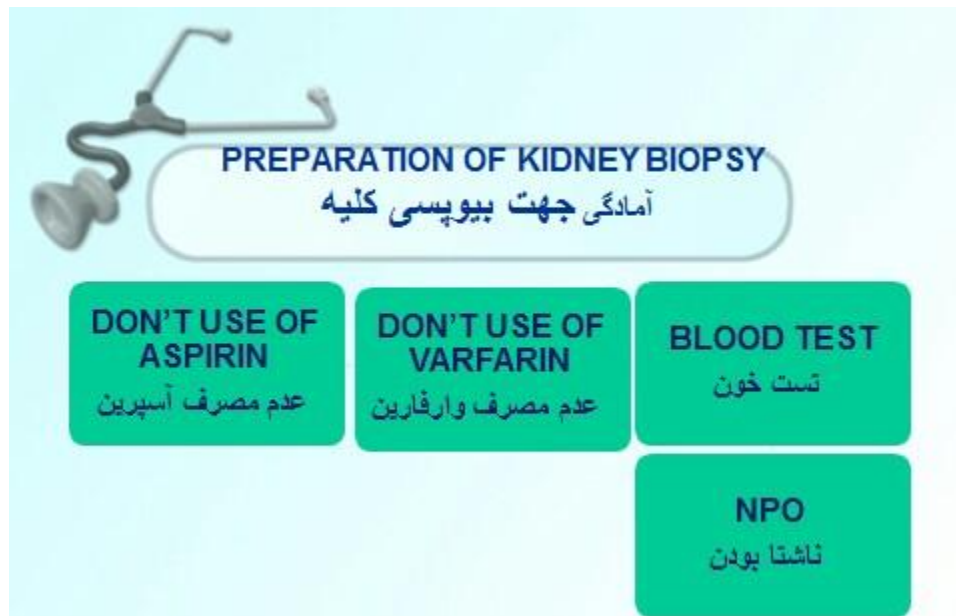 PREPARATION OF KIDNEY BIOPSY
آمادگی جهت بیوپسی کلیه
DON'T USE OF
ASPIRIN
عدم مصرف آسپرین
DON'T USE OF
VARFARIN
عدم مصرف وارفارین
BLOOD TEST
تست خون
NPO
ناشتا بودن